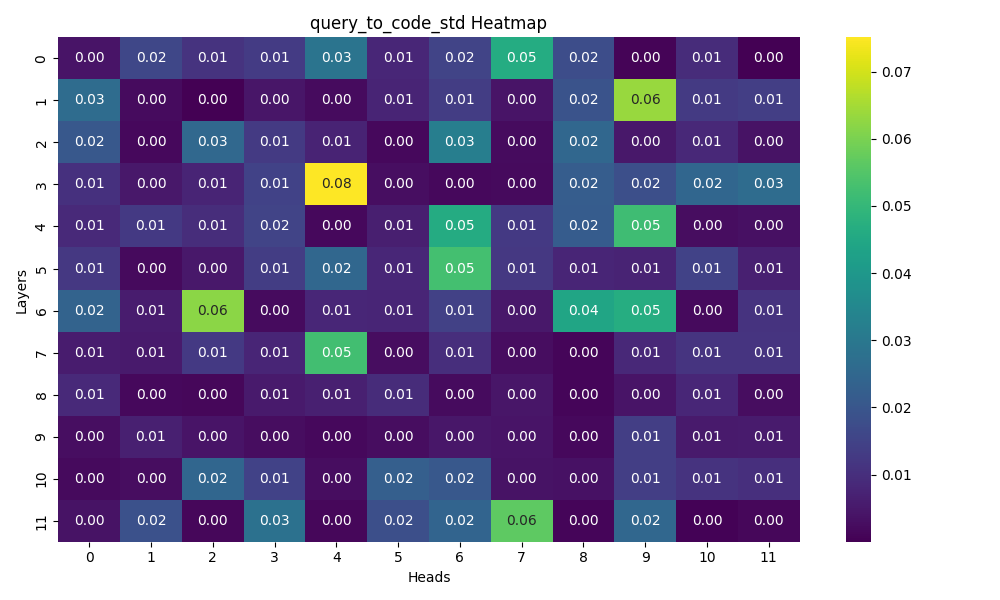 query_to_code_std Heatmap
0 0.00 0.02 0.01 0.01 0.03 0.01 0.02 0.05 0.02 0.00 0.01 0.00
1 0.03 0.00 0.00 0.00 0.00 0.01 0.01 0.00 0.02 0.06 0.01 0.01
2 0.02 0.00 0.03 0.01 0.01 0.00 0.03 0.00 0.02 0.00 0.01 0.00
3 0.01 0.00 0.01 0.01 0.08 0.00 0.00 0.00 0.02 0.02 0.02 0.03
4 0.01 0.01 0.01 0.02 0.00 0.01 0.05 0.01 0.02 0.05 0.00 0.00
5 0.01 0.00 0.00 0.01 0.02 0.01 0.05 0.01 0.01 0.01 0.01 0.01
6 0.02 0.01 0.06 0.00 0.01 0.01 0.01 0.00 0.04 0.05 0.00 0.01
7 0.01 0.01 0.01 0.01 0.05 0.00 0.01 0.00 0.00 0.01 0.01 0.01
8 0.01 0.00 0.00 0.01 0.01 0.01 0.00 0.00 0.00 0.00 0.01 0.00
9 0.00 0.01 0.00 0.00 0.00 0.00 0.00 0.00 0.00 0.01 0.01 0.01
10 0.00 0.00 0.02 0.01 0.00 0.02 0.02 0.00 0.00 0.01 0.01 0.01
11 0.00 0.02 0.00 0.03 0.00 0.02 0.02 0.06 0.00 0.02 0.00 0.00
0 1 2 3 4 5 6 7 8 9 10 11
Heads
Layers
0.07
0.06
0.05
0.04
0.03
0.02
0.01